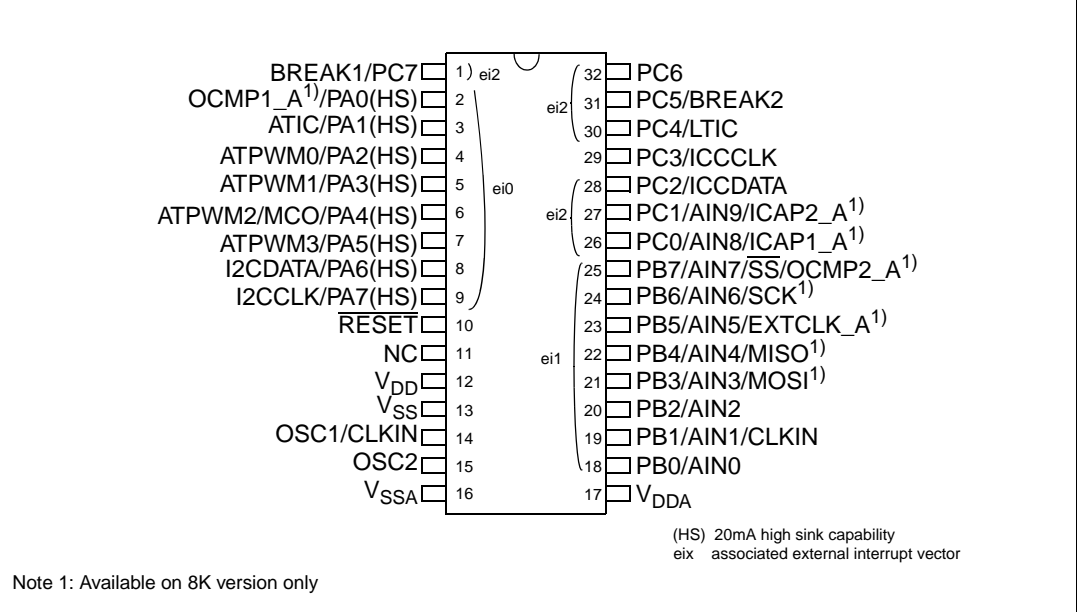 BREAK1/PC7 1) ei2 32 PC6
OCMP1_A1)/PA0(HS) 2 ei2 31 PC5/BREAK2
ATIC/PA1(HS) 3 30 PC4/LTIC
ATPWM0/PA2(HS) 4 29 PC3/ICCCLK
ATPWM1/PA3(HS) 5 ei0 28 PC2/ICCDATA
ATPWM2/MCO/PA4(HS) 6 ei2 27 PC1/AIN9/ICAP2_A1)
ATPWM3/PA5(HS) 7 26 PC0/AIN8/ICAP1_A1)
I2CDATA/PA6(HS) 8 25 PB7/AIN7/SS/OCMP2_A1)
I2CCLK/PA7(HS) 9 24 PB6/AIN6/SCK1)
RESET 10 23 PB5/AIN5/EXTCLK_A1)
NC 11 ei1 22 PB4/AIN4/MISO1)
VDD 12 21 PB3/AIN3/MOSI1)
VSS 13 20 PB2/AIN2
OSC1/CLKIN 14 19 PB1/AIN1/CLKIN
OSC2 15 18 PB0/AIN0
VSSA 16 17 VDDA
(HS) 20mA high sink capability
eix associated external interrupt vector
Note 1: Available on 8K version only